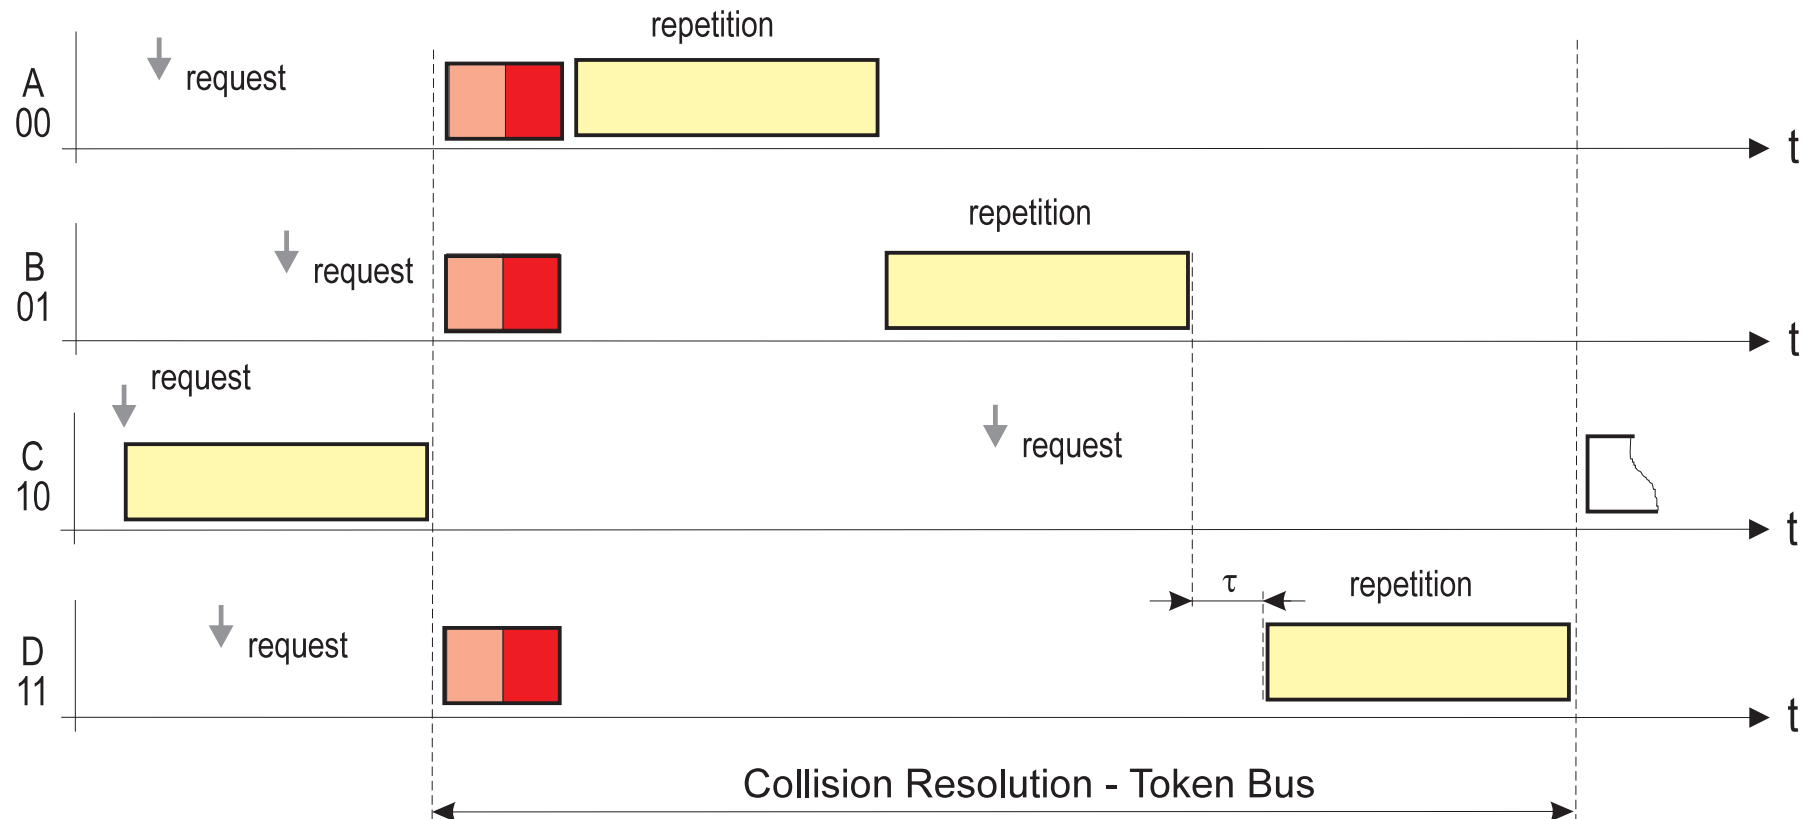 repetition
A
00
request
t
repetition
B
01
request
t
request
C
10
request
t
τ
repetition
D
11
request
t
Collision Resolution - Token Bus